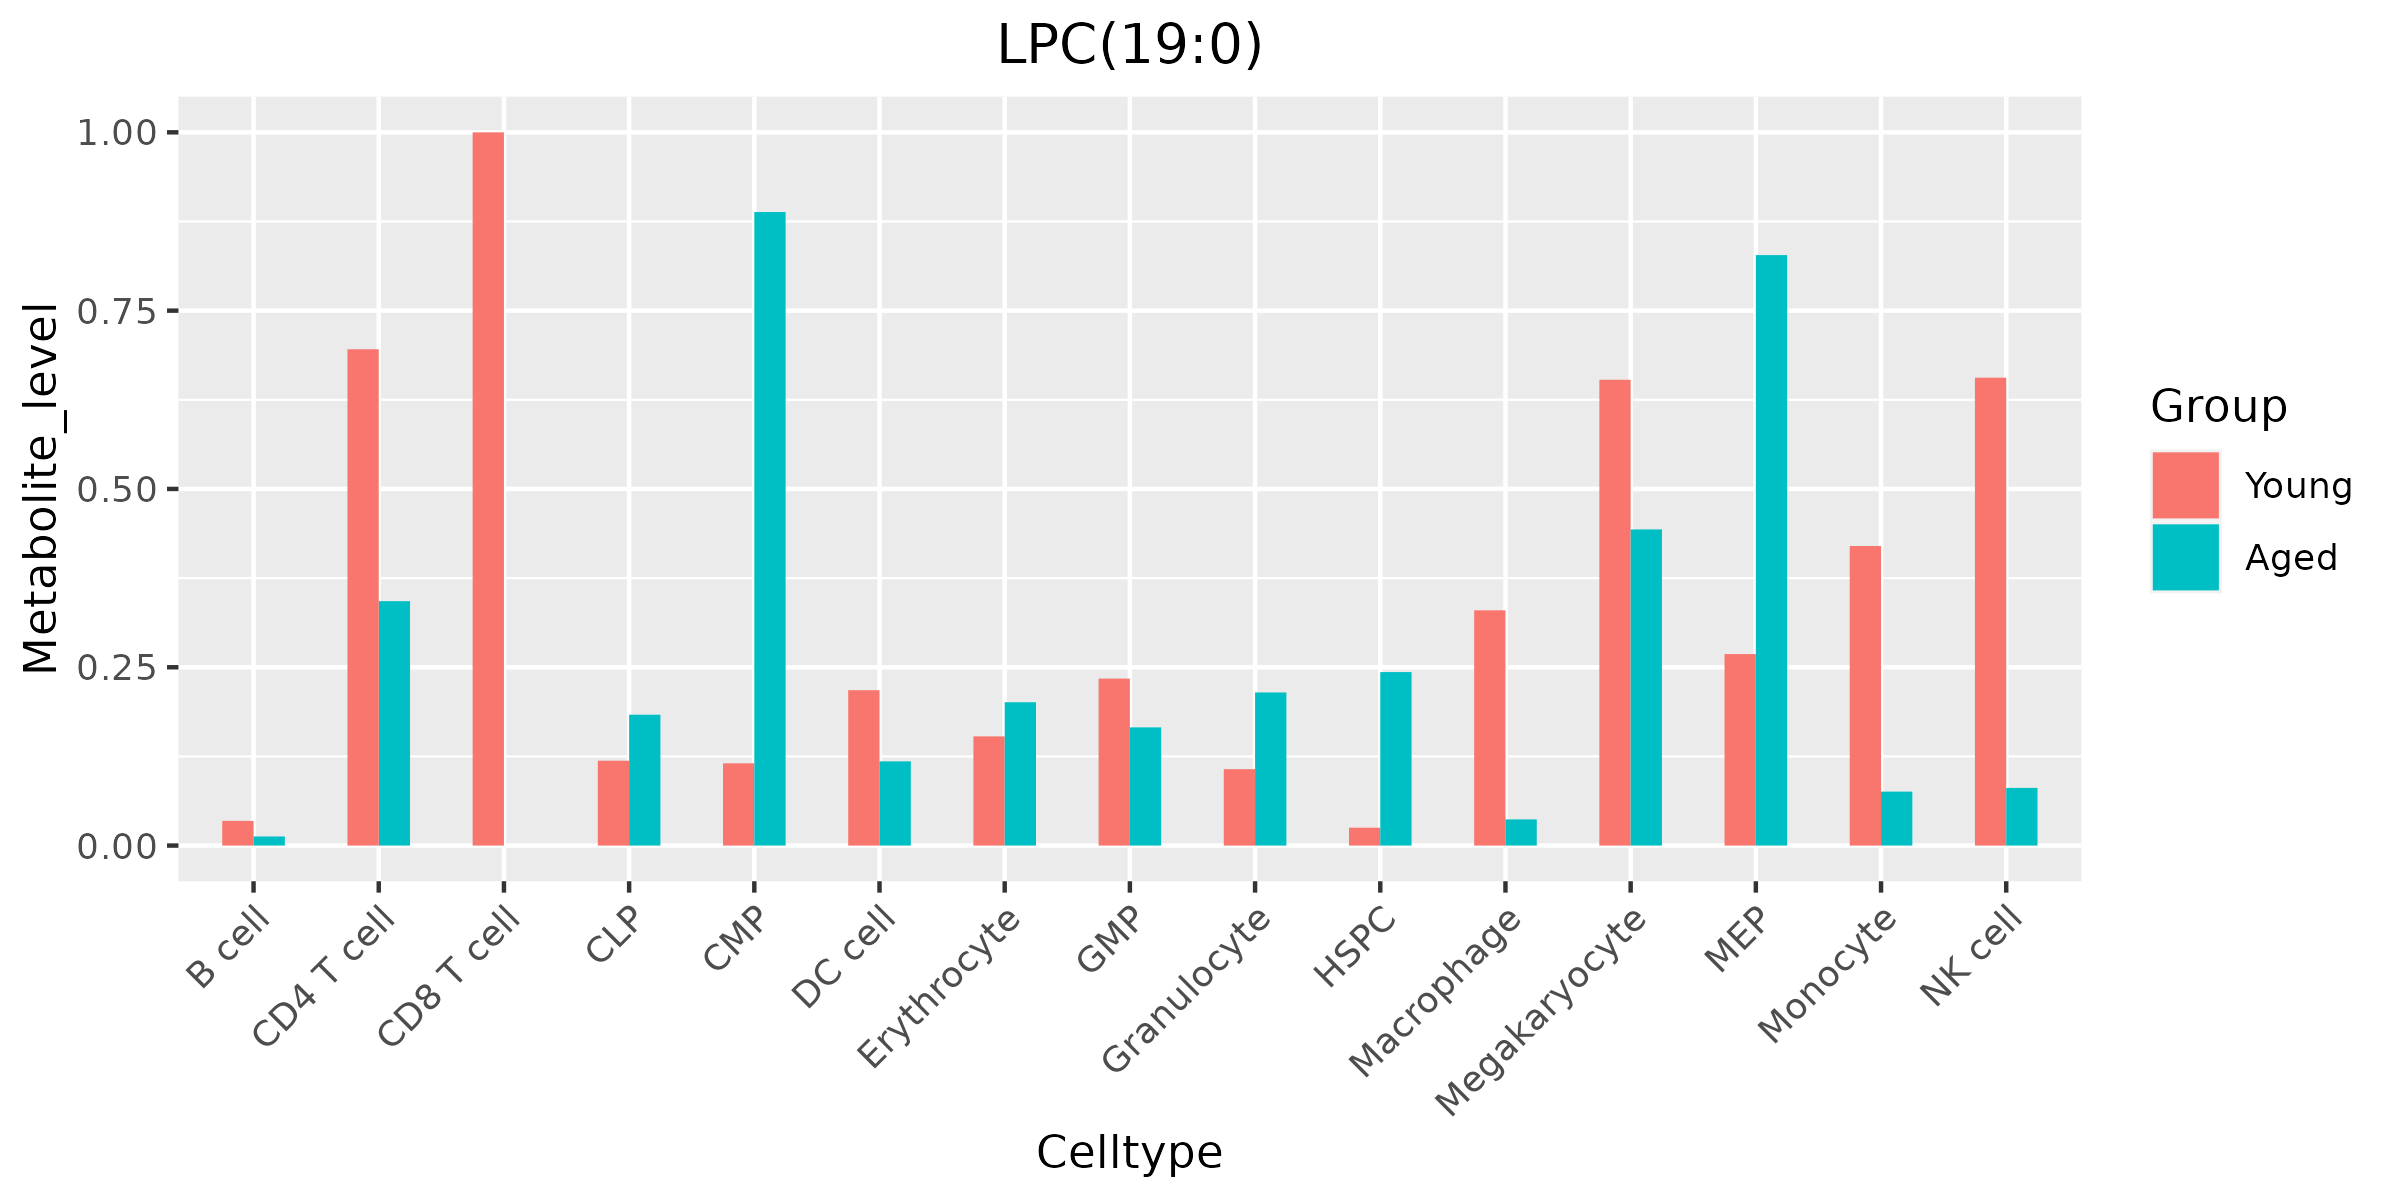 LPC(19:0)
Metabolite_level
1.00
0.75
0.50
0.25
0.00
B cell
CD4 T cell
CD8 T cell
CLP
CMP
DC cell
Erythrocyte
GMP
Granulocyte
HSPC
Macrophage
Megakaryocyte
MEP
Monocyte
NK cell
Celltype
Group
Young
Aged